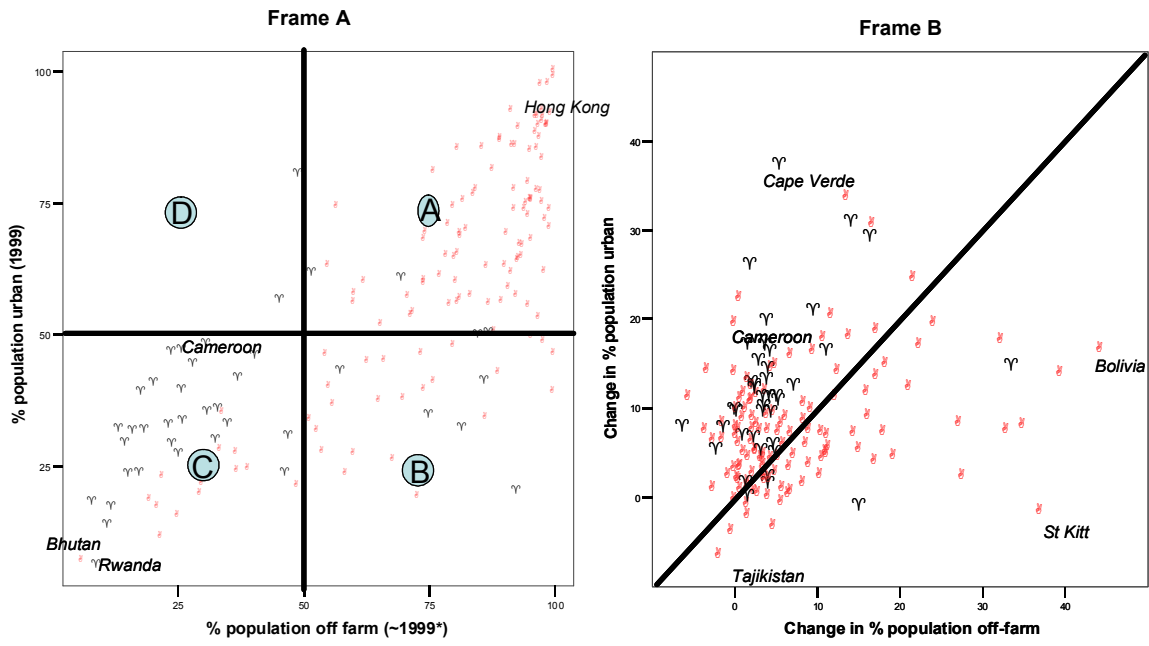 Frame A
% population urban (1999)
100
75
50
25
Hong Kong
D
A
Cameroon
C
B
Bhutan
Rwanda
25
50
75
100
% population off farm (~1999*)
Frame B
Change in % population urban
40
30
20
10
0
Cape Verde
Cameroon
Bolivia
St Kitt
Tajikistan
0
10
20
30
40
Change in % population off-farm